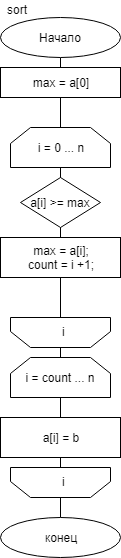 sort
Начало
max = a[0]
i = 0 ... n
a[i] >= max
max = a[i];
count = i +1;
i
i = count ... n
a[i] = b
i
конец